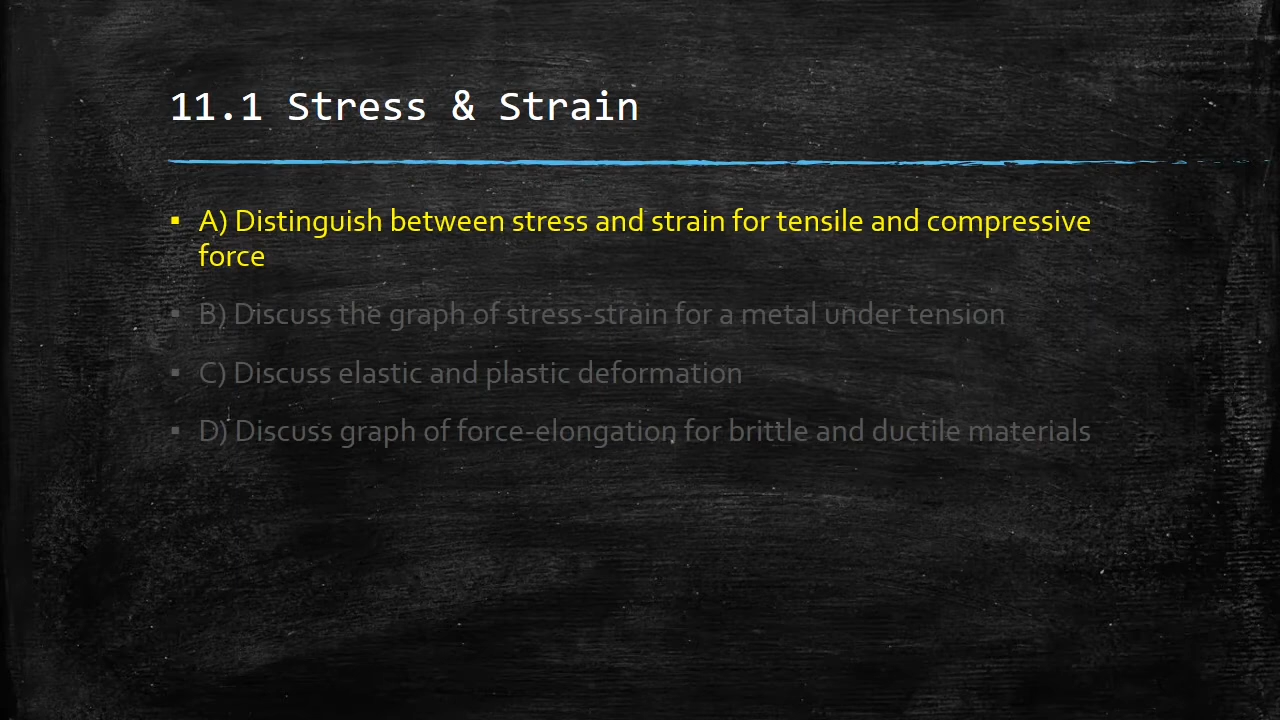 11.1 Stress & Strain
▪ A) Distinguish between stress and strain for tensile and compressive
force
▪ B) Discuss the graph of stress-strain for a metal under tension
▪ C) Discuss elastic and plastic deformation
▪ D) Discuss graph of force-elongation for brittle and ductile materials